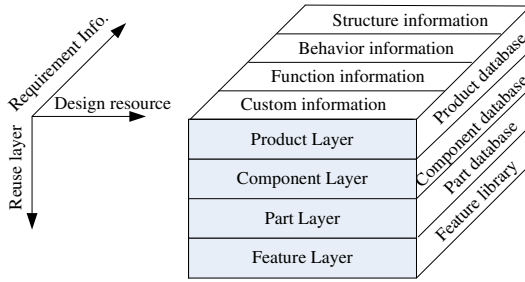 Structure information
Behavior information
Function information
Custom information
Requirement Info.
Design resource
Reuse layer
Product Layer
Component Layer
Part Layer
Feature Layer
Product database
Component database
Part database
Feature library